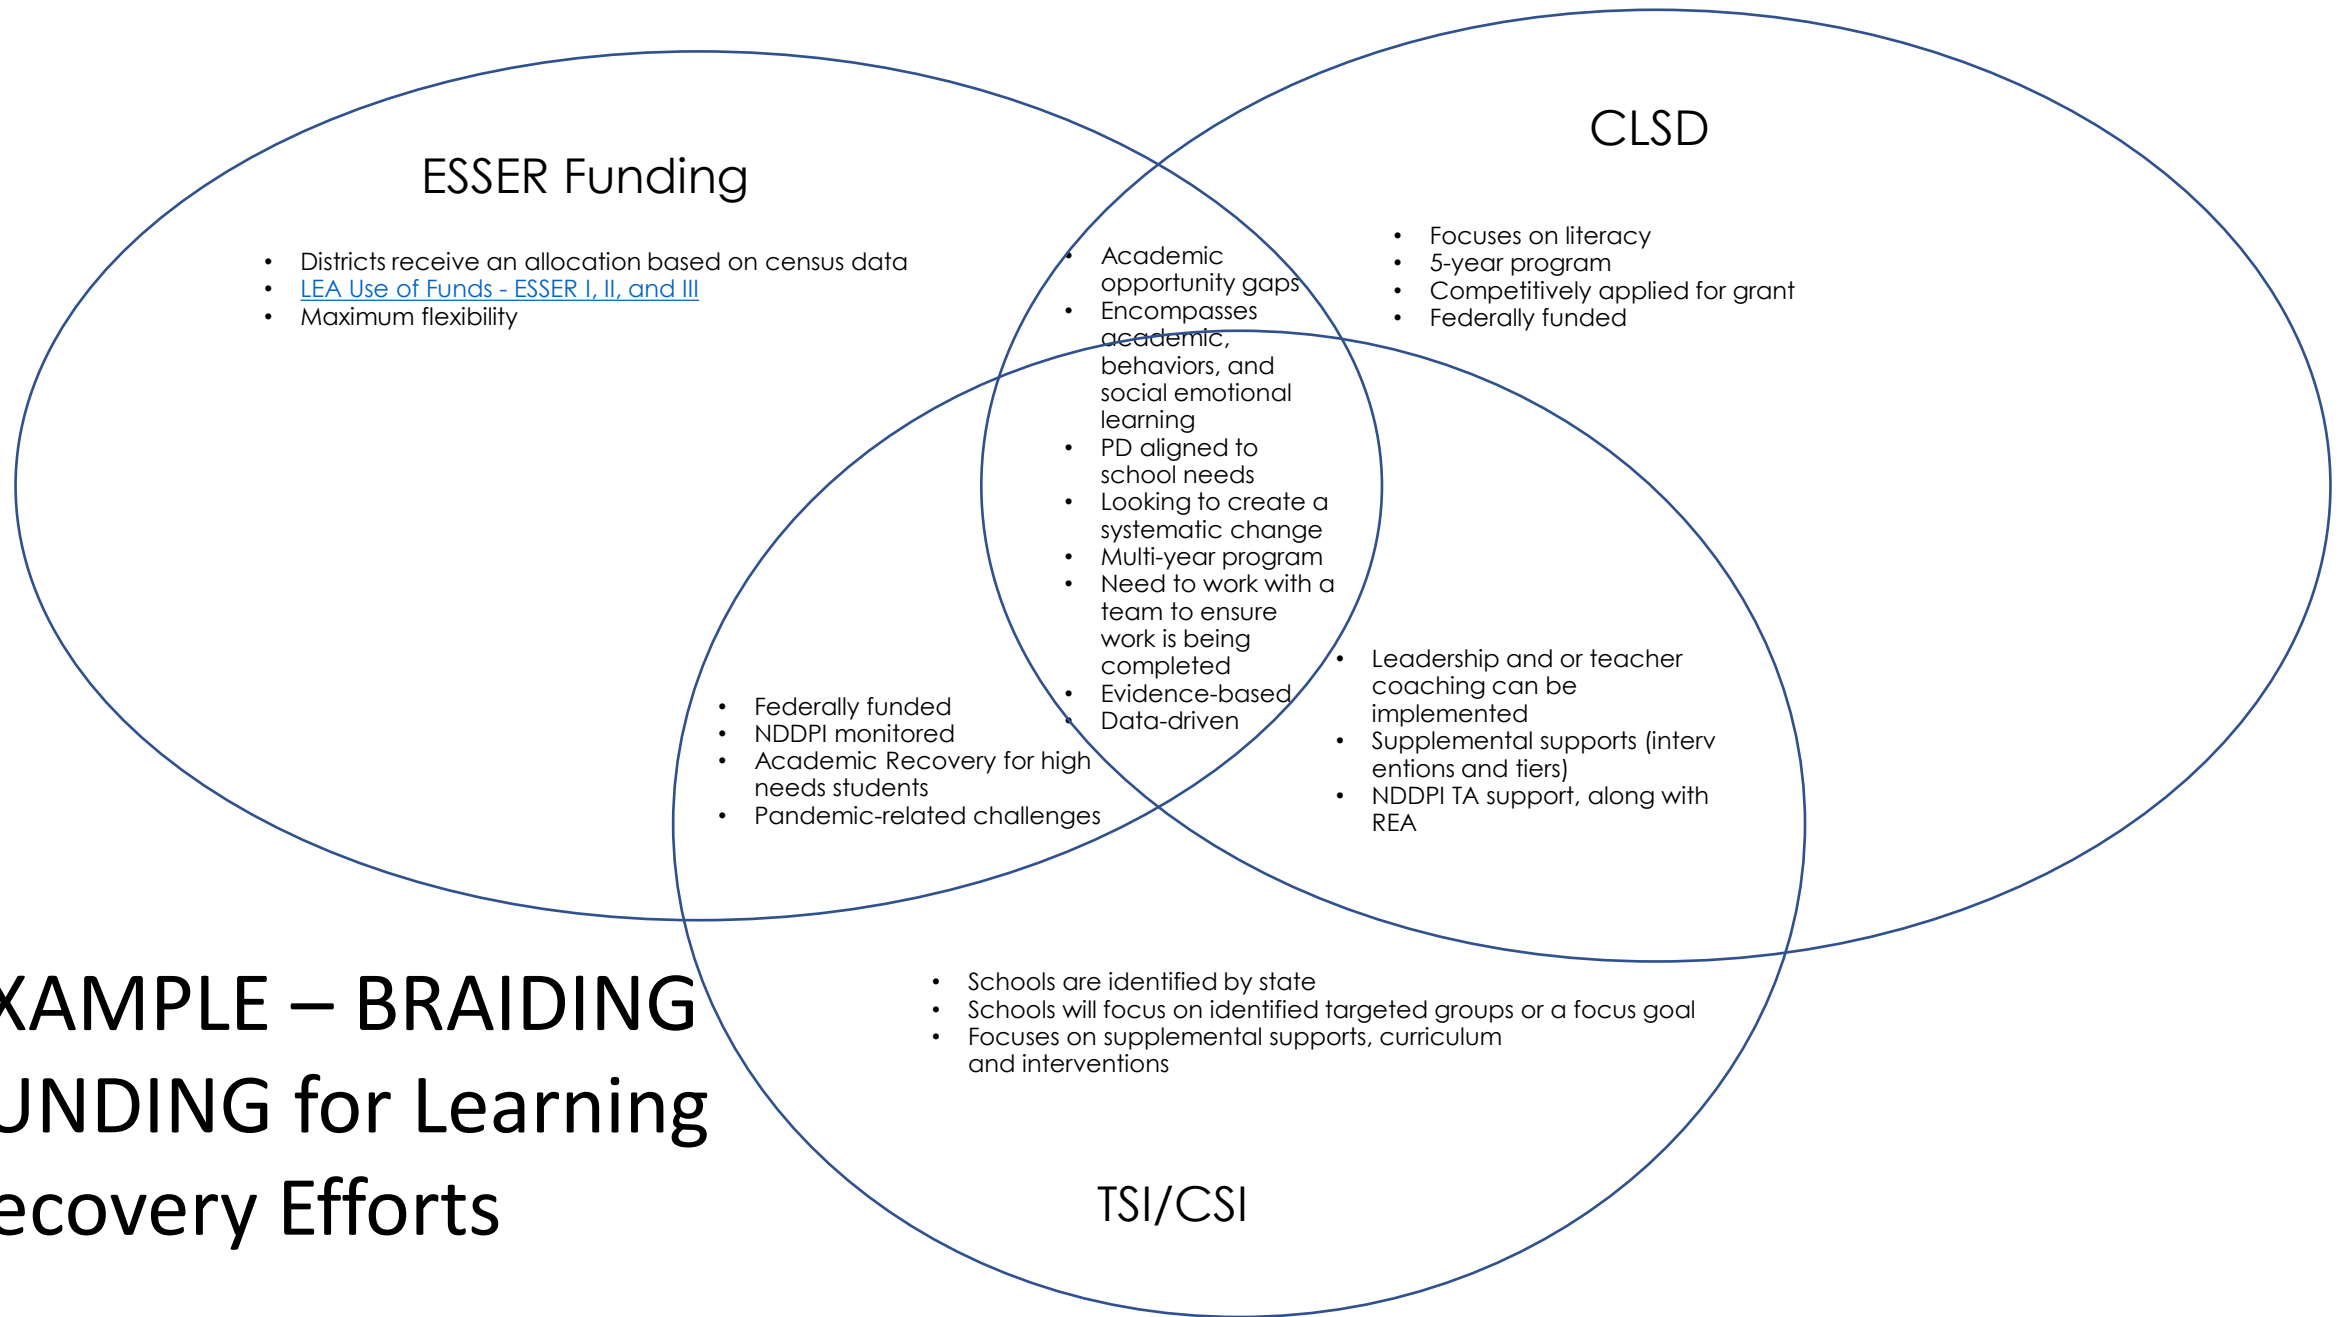 ESSER Funding
• Districts receive an allocation based on census data
• LEA Use of Funds - ESSER I, II, and III
• Maximum flexibility
CLSD
• Focuses on literacy
• 5-year program
• Competitively applied for grant
• Federally funded
• Academic
opportunity gaps
• Encompasses
academic,
behaviors, and
social emotional
learning
• PD aligned to
school needs
• Looking to create a
systematic change
• Multi-year program
• Need to work with a
team to ensure
work is being
completed
• Evidence-based
• Data-driven
• Federally funded
• NDDPI monitored
• Academic Recovery for high
needs students
• Pandemic-related challenges
• Leadership and or teacher
coaching can be
implemented
• Supplemental supports (interv
entions and tiers)
• NDDPI TA support, along with
REA
• Schools are identified by state
• Schools will focus on identified targeted groups or a focus goal
• Focuses on supplemental supports, curriculum
and interventions
TSI/CSI
XAMPLE – BRAIDING
UNDING for Learning
ecovery Efforts